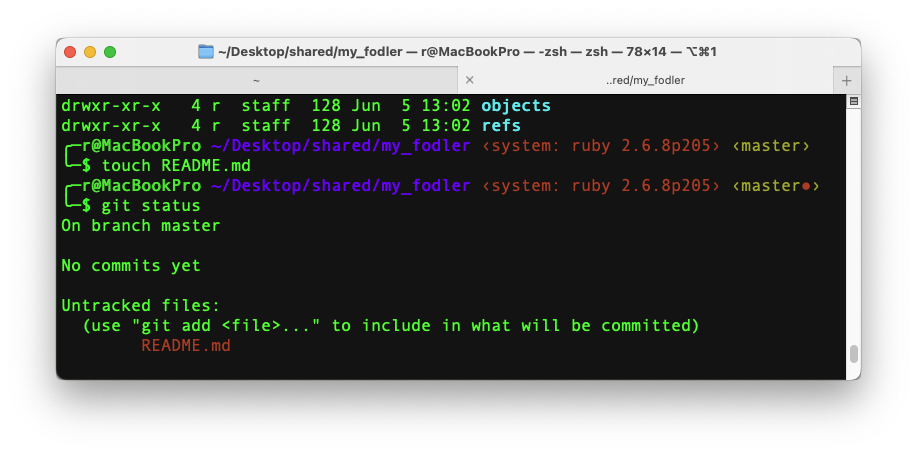 ~/Desktop/shared/my_fodler — r@MacBookPro — -zsh — zsh — 78×14 — ⌥⌘1
~
..red/my_fodler
drwxr-xr-x   4 r  staff  128 Jun  5 13:02 objects
drwxr-xr-x   4 r  staff  128 Jun  5 13:02 refs
╭─r@MacBookPro ~/Desktop/shared/my_fodler ‹system: ruby 2.6.8p205› ‹master›
╰─$ touch README.md
╭─r@MacBookPro ~/Desktop/shared/my_fodler ‹system: ruby 2.6.8p205› ‹master●›
╰─$ git status
On branch master
No commits yet
Untracked files:
  (use "git add <file>..." to include in what will be committed)
        README.md